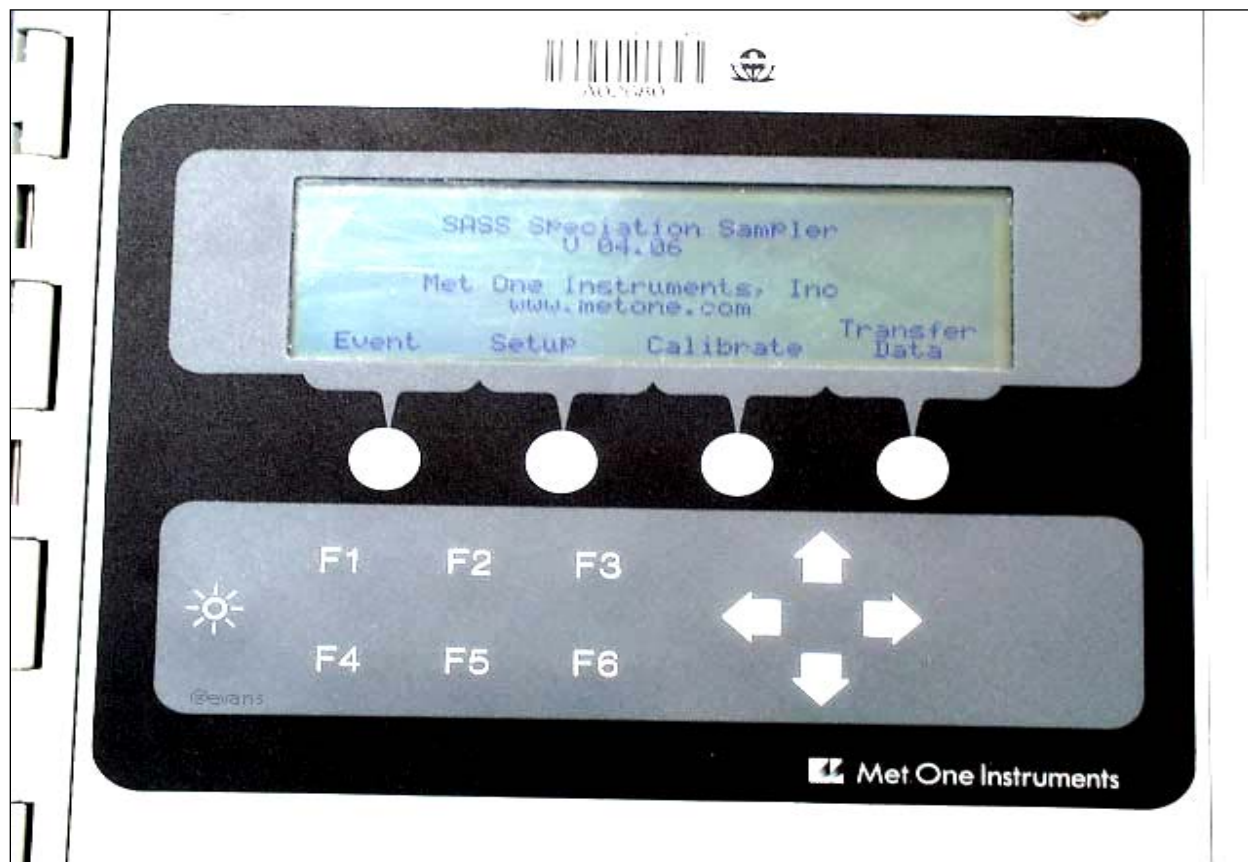 SASS Speciation Sampler
V 04.06
Met One Instruments, Inc
www.metone.com
Event Setup Calibrate Transfer Data
F1 F2 F3
F4 F5 F6
@evans
Met One Instruments